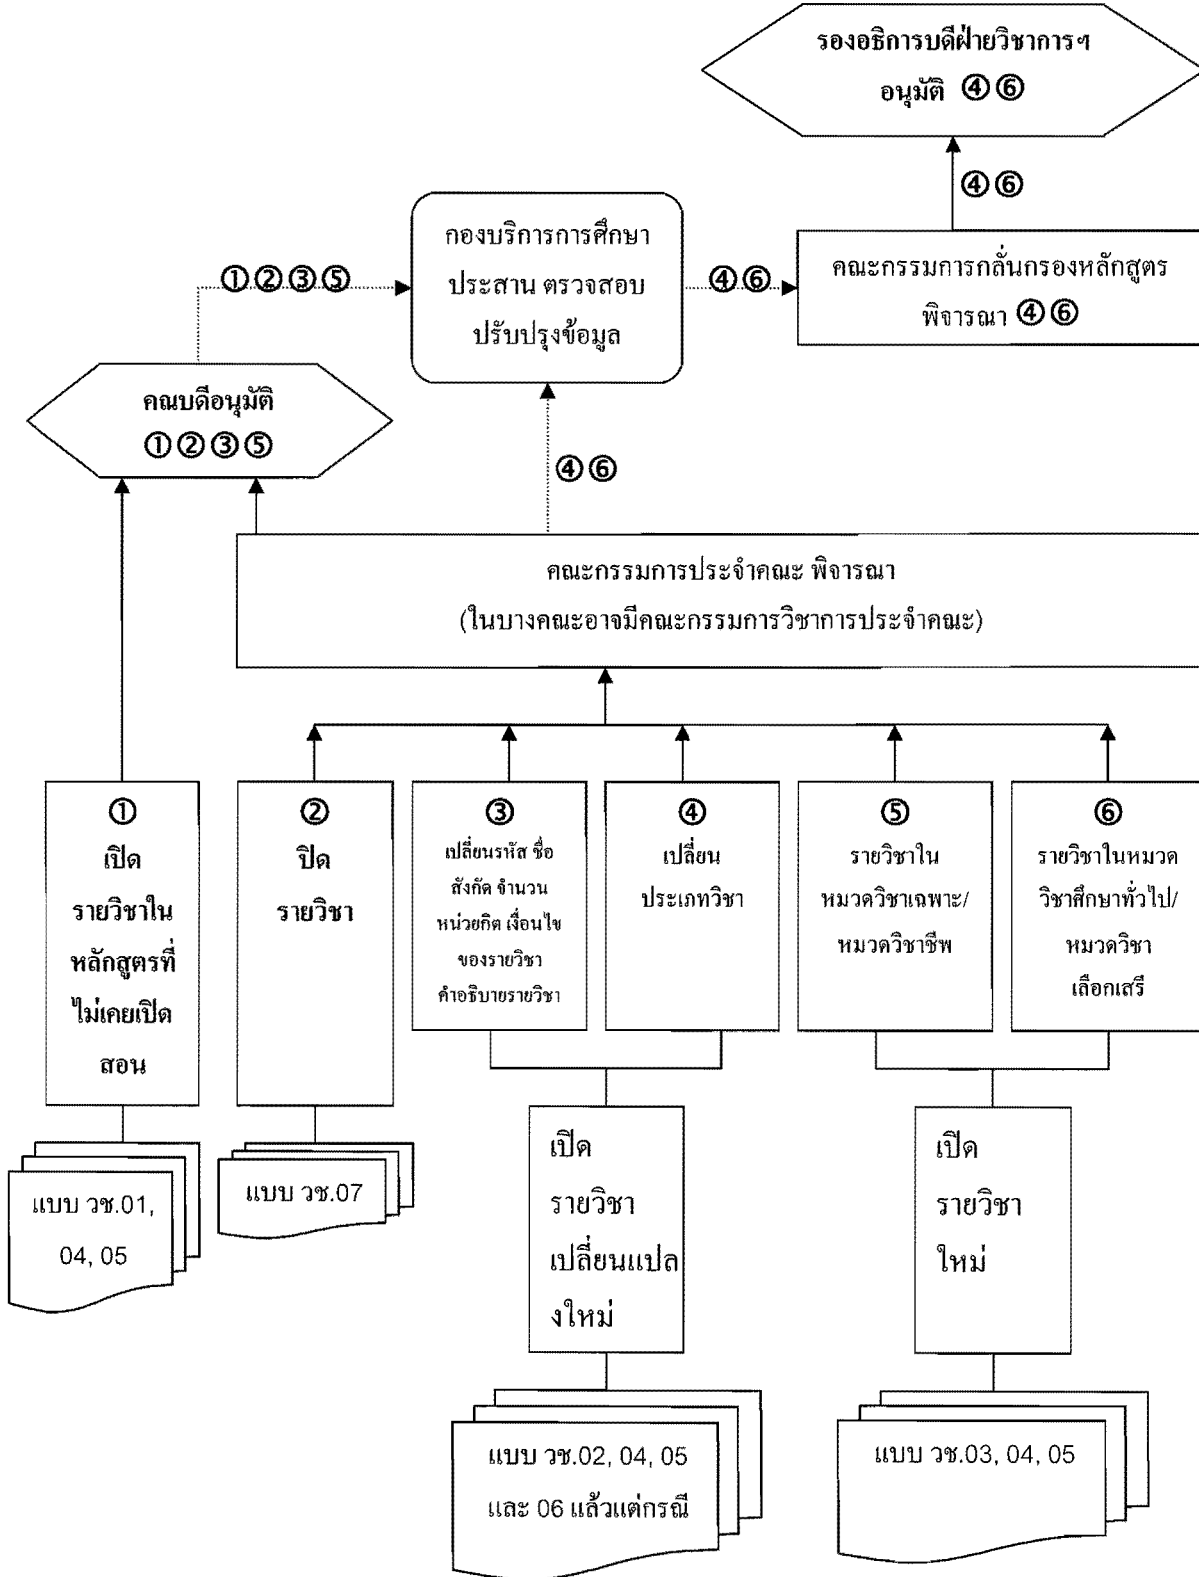 รองอธิการบดีฝ่ายวิชาการฯ
อนุมัติ ④⑥
④⑥
กองบริการการศึกษา
ประสาน ตรวจสอบ
ปรับปรุงข้อมูล
①②③⑤
④⑥
คณะกรรมการกลั่นกรองหลักสูตร
พิจารณา ④⑥
คณบดีอนุมัติ
①②③⑤
④⑥
คณะกรรมการประจำคณะ พิจารณา
(ในบางคณะอาจมีคณะกรรมการวิชาการประจำคณะ)
①
เปิด
รายวิชาใน
หลักสูตรที่
ไม่เคยเปิด
สอน
②
ปิด
รายวิชา
③
เปลี่ยนรหัส ชื่อ
สังกัด จำนวน
หน่วยกิต เงื่อนไข
ของรายวิชา
คำอธิบายรายวิชา
④
เปลี่ยน
ประเภทวิชา
⑤
รายวิชาใน
หมวดวิชาเฉพาะ/
หมวดวิชาชีพ
⑥
รายวิชาในหมวด
วิชาศึกษาทั่วไป/
หมวดวิชา
เลือกเสรี
แบบ วช.01,
04, 05
แบบ วช.07
เปิด
รายวิชา
เปลี่ยนแปล
งใหม่
เปิด
รายวิชา
ใหม่
แบบ วช.02, 04, 05
และ 06 แล้วแต่กรณี
แบบ วช.03, 04, 05